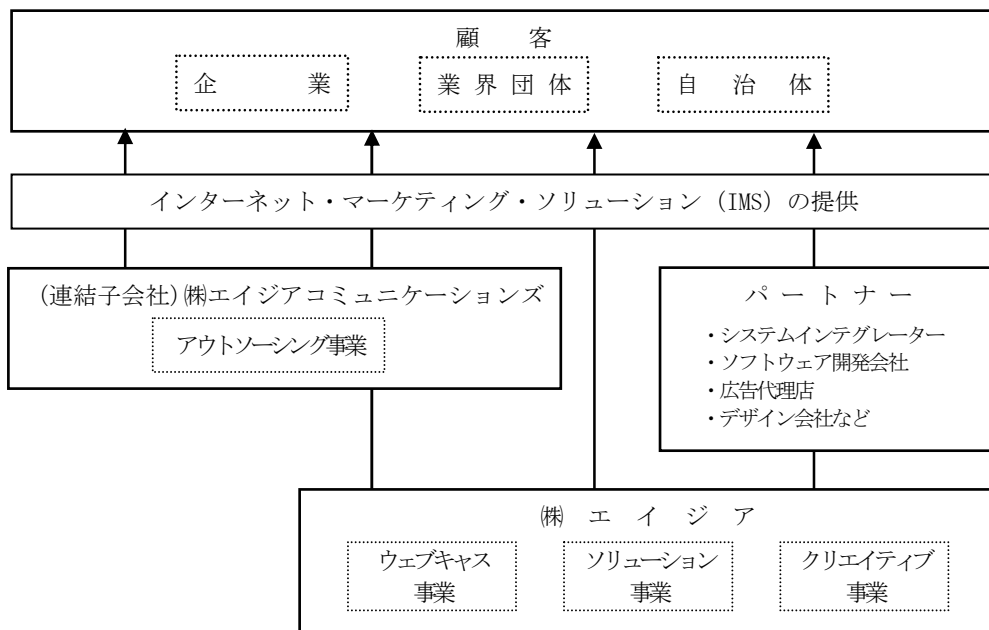 顧 客
企 業
業界団体
自 治 体
インターネット・マーケティング・ソリューション（IMS）の提供
(連結子会社)㈱エイジアコミュニケーションズ
アウトソーシング事業
パ ー ト ナ ー
・システムインテグレーター
・ソフトウェア開発会社
・広告代理店
・デザイン会社など
㈱ エ イ ジ ア
ウェブキャス
事業
ソリューション
事業
クリエイティブ
事業